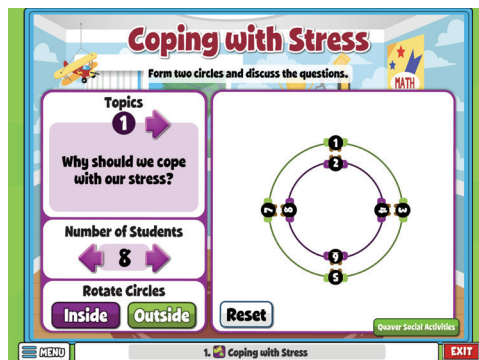 Coping with Stress
Form two circles and discuss the questions.
MATH
Topics
1
Why should we cope
with our stress?
Number of Students
8
Rotate Circles
Inside
Outside
Reset
1
2
3
4
5
6
7
8
Quaver Social Activities
MENU
1. Coping with Stress
EXIT